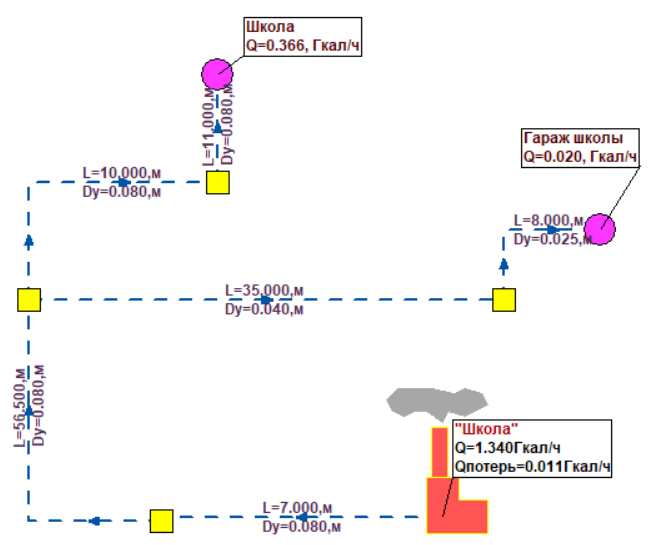 Школа
Q=0.366, Гкал/ч
L=11,000,м
Dy=0.080,м
Гараж школы
Q=0.020, Гкал/ч
L=10,000,м
Dy=0.080,м
L=8.000,м
Dy=0.025,м
L=35,000,м
Dy=0.040,м
L=56,500,м
Dy=0.080,м
"Школа"
Q=1.340Гкал/ч
Qпотерь=0.011Гкал/ч
L=7.000,м
Dy=0.080,м